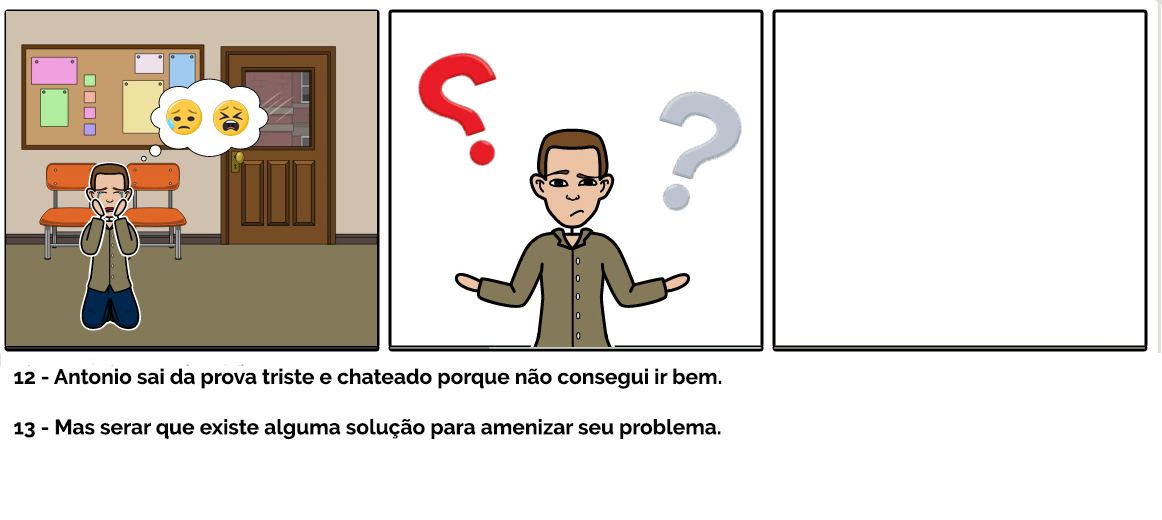 12 - Antonio sai da prova triste e chateado porque não consegui ir bem.
13 - Mas serar que existe alguma solução para amenizar seu problema.